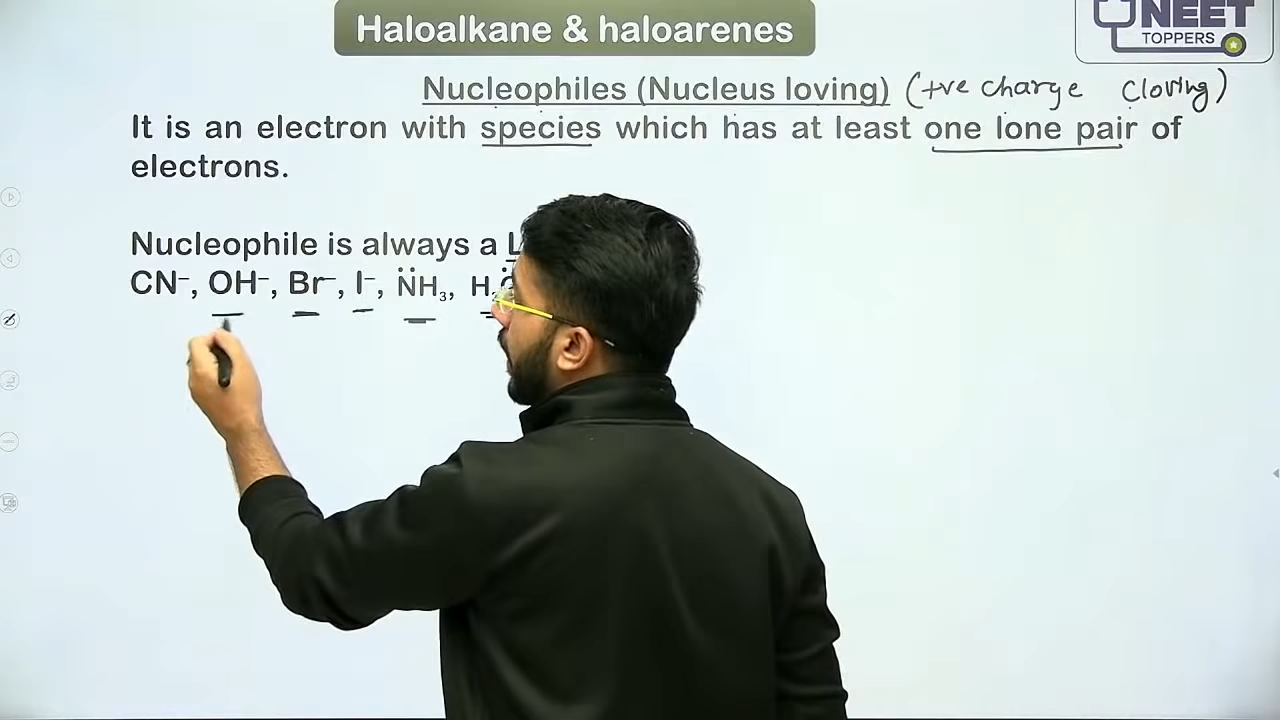 Haloalkane & haloarenes
NEET
TOPPERS
Nucleophiles (Nucleus loving) (+ve charge loving)
It is an electron with species which has at least one lone pair of
electrons.
Nucleophile is always a L
CN⁻, OH⁻, Br⁻, I⁻, N̈H₃, H₂Ö